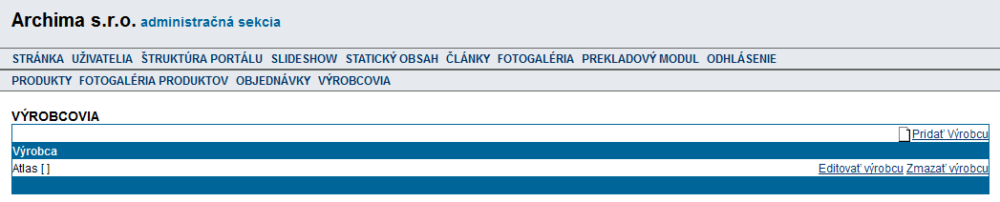 Archima s.r.o. administračná sekcia
STRÁNKA UŽIVATELIA ŠTRUKTÚRA PORTÁLU SLIDESHOW STATICKÝ OBSAH ČLÁNKY FOTOGALÉRIA PREKLADOVÝ MODUL ODHLÁSENIE
PRODUKTY FOTOGALÉRIA PRODUKTOV OBJEDNÁVKY VÝROBCOVIA
VÝROBCOVIA
Pridať Výrobcu
Výrobca
Atlas [ ] Editovať výrobcu Zmazať výrobcu